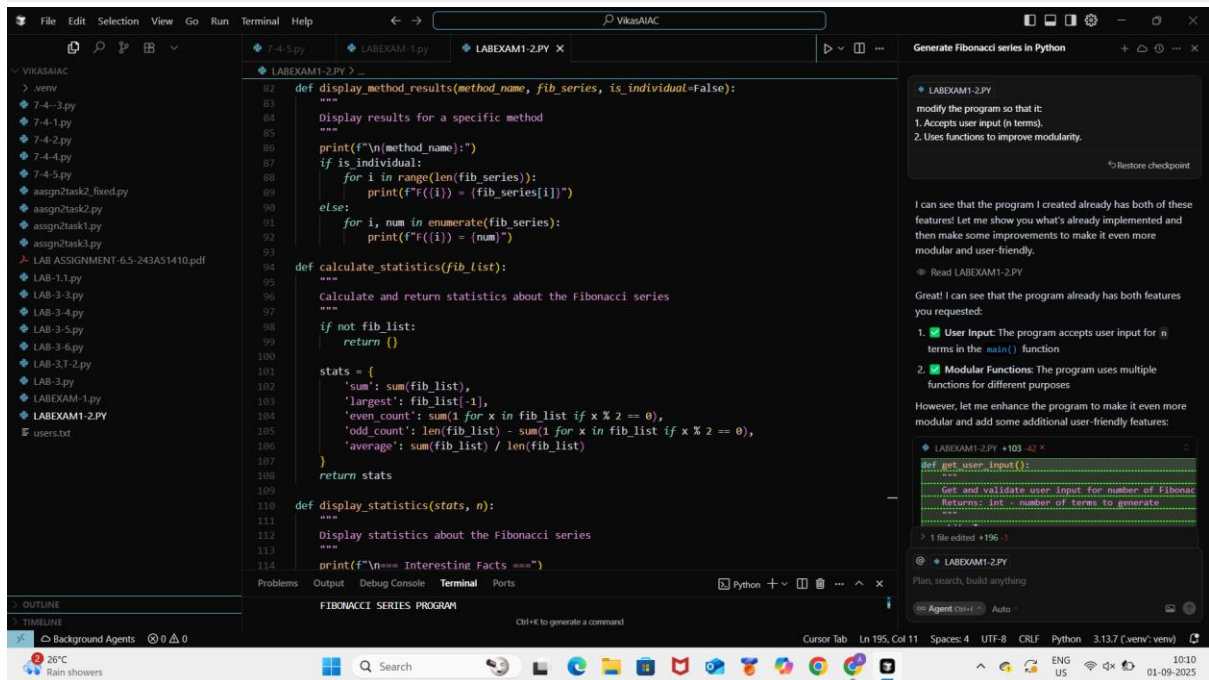 File Edit Selection View Go Run Terminal Help
VikasAIAC
VIKASAIAC
> .venv
7-4--3.py
7-4-1.py
7-4-2.py
7-4-4.py
7-4-5.py
aasgn2task2_fixed.py
aasgn2task2.py
assgn2task1.py
assgn2task3.py
LAB ASSIGNMENT-6.5-243A51410.pdf
LAB-1.1.py
LAB-3-3.py
LAB-3-4.py
LAB-3-5.py
LAB-3-6.py
LAB-3,T-2.py
LAB-3.py
LABEXAM-1.py
LABEXAM1-2.PY
users.txt
> OUTLINE
> TIMELINE
7-4-5.py LABEXAM-1.py LABEXAM1-2.PY
LABEXAM1-2.PY > ...
82 def display_method_results(method_name, fib_series, is_individual=False):
83 """
84 Display results for a specific method
85 """
86 print(f"\n{method_name}:")
87 if is_individual:
88 for i in range(len(fib_series)):
89 print(f"F({i}) = {fib_series[i]}")
90 else:
91 for i, num in enumerate(fib_series):
92 print(f"F({i}) = {num}")
93
94 def calculate_statistics(fib_list):
95 """
96 Calculate and return statistics about the Fibonacci series
97 """
98 if not fib_list:
99 return {}
100
101 stats = {
102 'sum': sum(fib_list),
103 'largest': fib_list[-1],
104 'even_count': sum(1 for x in fib_list if x % 2 == 0),
105 'odd_count': len(fib_list) - sum(1 for x in fib_list if x % 2 == 0),
106 'average': sum(fib_list) / len(fib_list)
107 }
108 return stats
109
110 def display_statistics(stats, n):
111 """
112 Display statistics about the Fibonacci series
113 """
114 print(f"\n=== Interesting Facts ===")
Problems Output Debug Console Terminal Ports
Python
FIBONACCI SERIES PROGRAM
Ctrl+K to generate a command
Generate Fibonacci series in Python
LABEXAM1-2.PY
modify the program so that it:
1. Accepts user input (n terms).
2. Uses functions to improve modularity.
Restore checkpoint
I can see that the program I created already has both of these
features! Let me show you what's already implemented and
then make some improvements to make it even more
modular and user-friendly.
Read LABEXAM1-2.PY
Great! I can see that the program already has both features
you requested:
1. ✅ User Input: The program accepts user input for n
terms in the main() function
2. ✅ Modular Functions: The program uses multiple
functions for different purposes
However, let me enhance the program to make it even more
modular and add some additional user-friendly features:
LABEXAM1-2.PY +103 -42
def get_user_input():
"""
Get and validate user input for number of Fibonac
Returns: int - number of terms to generate
"""
> 1 file edited +196 -1
@ LABEXAM1-2.PY
Plan, search, build anything
Agent Ctrl+I Auto
Background Agents 0 0
Cursor Tab Ln 195, Col 11 Spaces: 4 UTF-8 CRLF Python 3.13.7 ('.venv': venv)
2
26°C
Rain showers
Search
ENG
US
10:10
01-09-2025